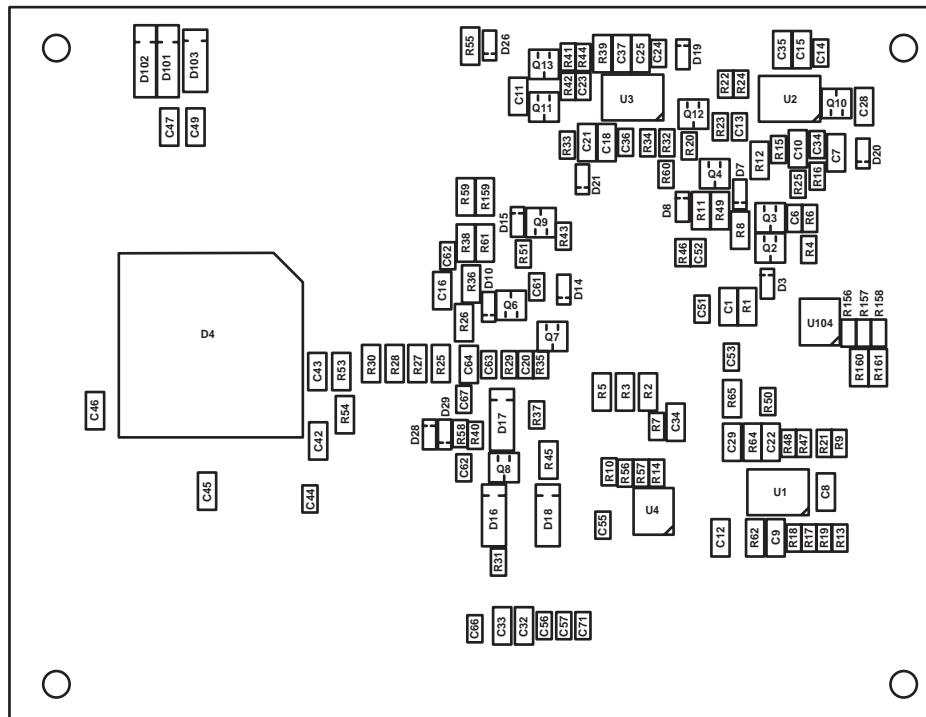 D102
D101
D103
R55
D26
Q13
R41
R44
R39
C37
C25
C24
D19
C35
C15
C14
C11
Q11
R42
C23
U3
R22
R24
U2
Q10
C28
C47
C49
R33
C21
C18
C36
R34
R32
Q12
R20
R23
C13
R12
R15
C10
C34
C7
D20
D21
R60
Q4
D7
R25
R16
R59
R159
D15
Q9
R43
D8
R11
R49
R8
Q3
C6
R6
C62
R38
R61
R51
R46
C52
Q2
R4
C16
R36
D10
Q6
C61
D14
D3
C51
C1
R1
R156
R157
R158
U104
R26
Q7
D4
C43
R53
R30
R28
R27
R25
C64
C63
R29
C20
R35
C53
R160
R161
C46
R54
C67
D17
R37
R5
R3
R2
R7
C34
R65
R50
C42
D28
D29
R58
R40
C29
R64
C22
R48
R47
R21
R9
C62
Q8
R45
R10
R56
R57
R14
U1
C8
C45
C44
D16
D18
C55
U4
C12
R62
C9
R18
R17
R19
R13
R31
C66
C33
C32
C56
C57
C71